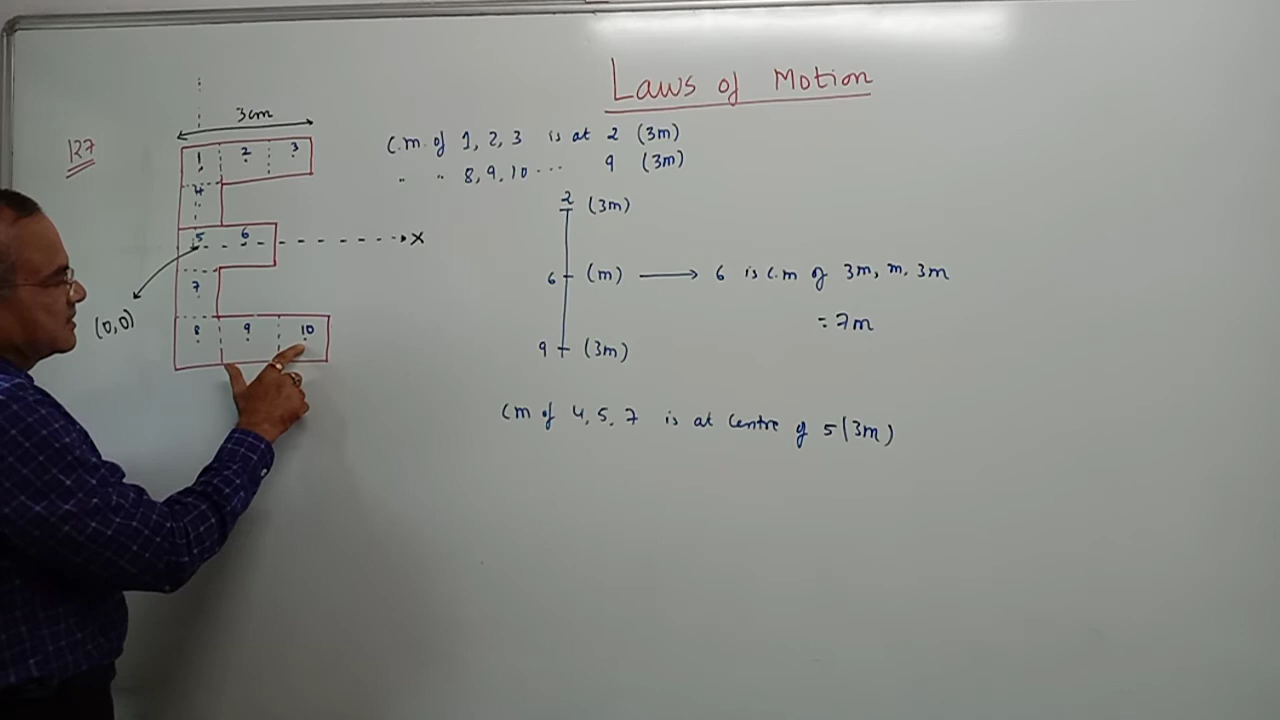 Laws of Motion
127
3cm
1 2 3
4
5 6
X
7
(0,0)
8 9 10
C.m. of 1, 2, 3 is at 2 (3m)
" " 8, 9, 10 ... 9 (3m)
2 (3m)
6 (m) → 6 is C.m of 3m, m, 3m
= 7m
9 (3m)
Cm of 4, 5, 7 is at Centre of 5 (3m)